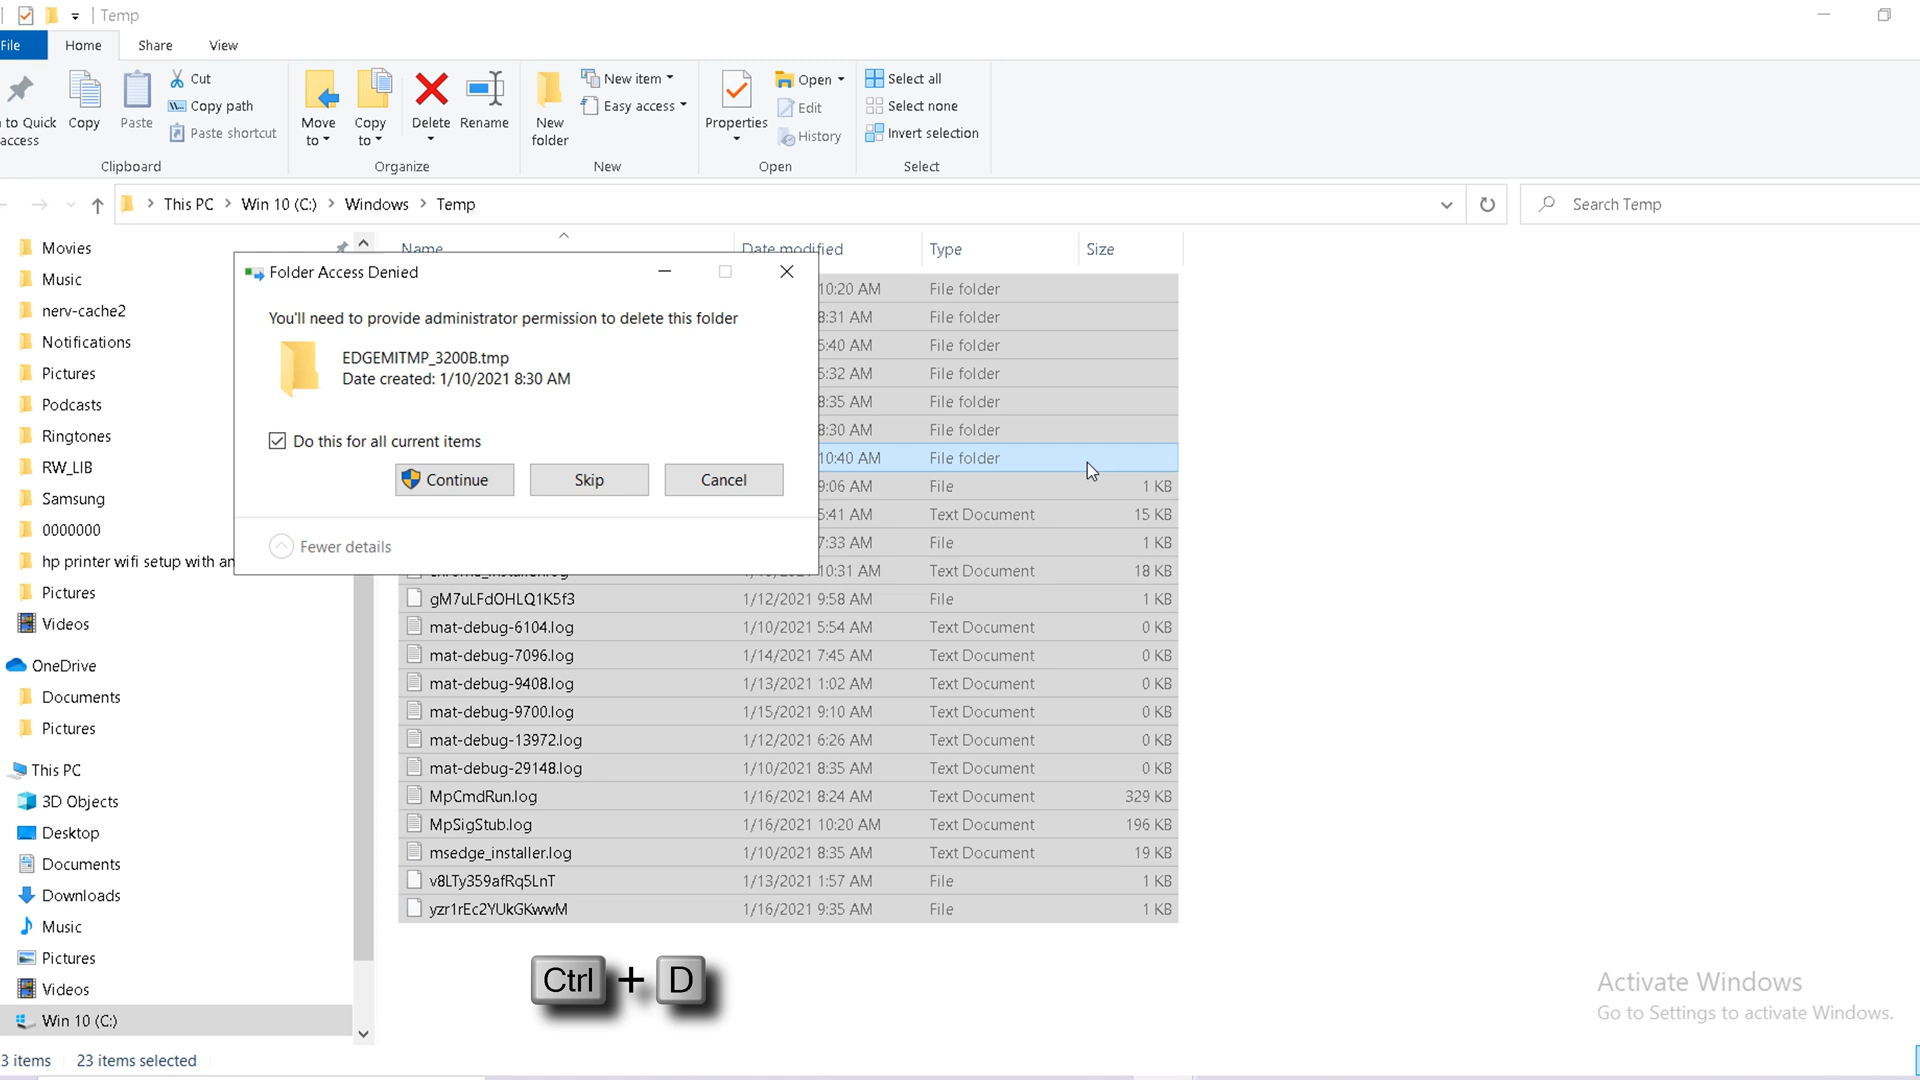 Temp
File Home Share View
to Quick access
Copy
Paste
Cut
Copy path
Paste shortcut
Clipboard
Move to
Copy to
Delete
Rename
Organize
New folder
New item
Easy access
New
Properties
Open
Edit
History
Open
Select all
Select none
Invert selection
Select
This PC > Win 10 (C:) > Windows > Temp
Search Temp
Movies
Music
nerv-cache2
Notifications
Pictures
Podcasts
Ringtones
RW_LIB
Samsung
0000000
hp printer wifi setup with an
Pictures
Videos
OneDrive
Documents
Pictures
This PC
3D Objects
Desktop
Documents
Downloads
Music
Pictures
Videos
Win 10 (C:)
Name Date modified Type Size
Folder Access Denied
You'll need to provide administrator permission to delete this folder
EDGEMITMP_3200B.tmp
Date created: 1/10/2021 8:30 AM
Do this for all current items
Continue Skip Cancel
Fewer details
10:20 AM File folder
8:31 AM File folder
5:40 AM File folder
5:32 AM File folder
8:35 AM File folder
8:30 AM File folder
10:40 AM File folder
9:06 AM File 1 KB
5:41 AM Text Document 15 KB
7:33 AM File 1 KB
10:31 AM Text Document 18 KB
gM7uLFdOHLQ1K5f3 1/12/2021 9:58 AM File 1 KB
mat-debug-6104.log 1/10/2021 5:54 AM Text Document 0 KB
mat-debug-7096.log 1/14/2021 7:45 AM Text Document 0 KB
mat-debug-9408.log 1/13/2021 1:02 AM Text Document 0 KB
mat-debug-9700.log 1/15/2021 9:10 AM Text Document 0 KB
mat-debug-13972.log 1/12/2021 6:26 AM Text Document 0 KB
mat-debug-29148.log 1/10/2021 8:35 AM Text Document 0 KB
MpCmdRun.log 1/16/2021 8:24 AM Text Document 329 KB
MpSigStub.log 1/16/2021 10:20 AM Text Document 196 KB
msedge_installer.log 1/10/2021 8:35 AM Text Document 19 KB
v8LTy359afRq5LnT 1/13/2021 1:57 AM File 1 KB
yzr1rEc2YUkGKwwM 1/16/2021 9:35 AM File 1 KB
Ctrl + D
Activate Windows
Go to Settings to activate Windows.
3 items 23 items selected